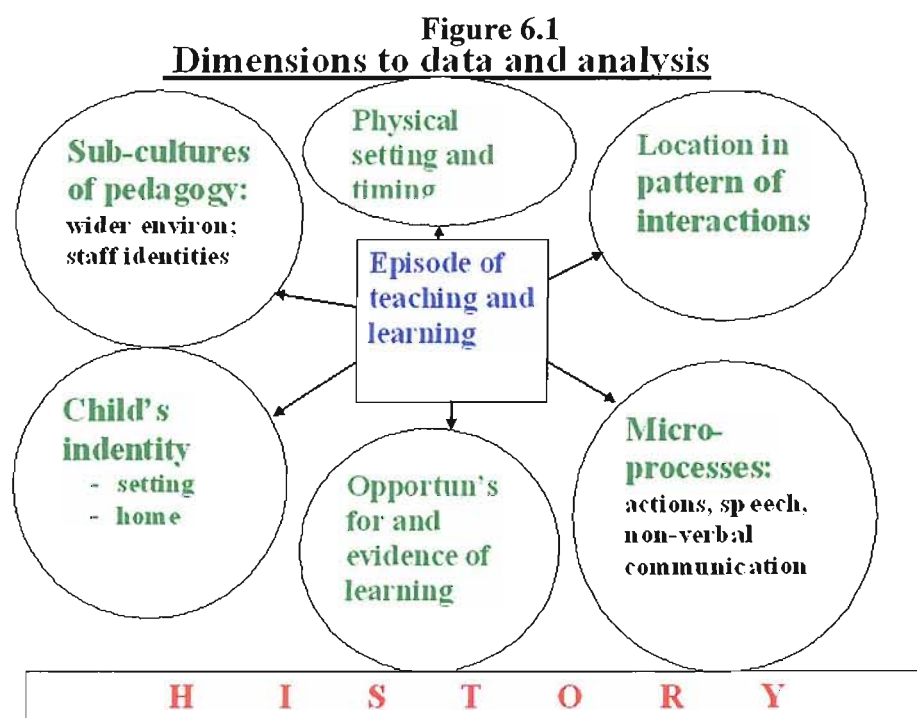 Figure 6.1
Dimensions to data and analysis
Sub-cultures
of pedagogy:
wider environ;
staff identities
Physical
setting and
timing
Location in
pattern of
interactions
Episode of
teaching and
learning
Child's
indentity
- setting
- home
Opportun's
for and
evidence of
learning
Micro-
processes:
actions, speech,
non-verbal
communication
H I S T O R Y